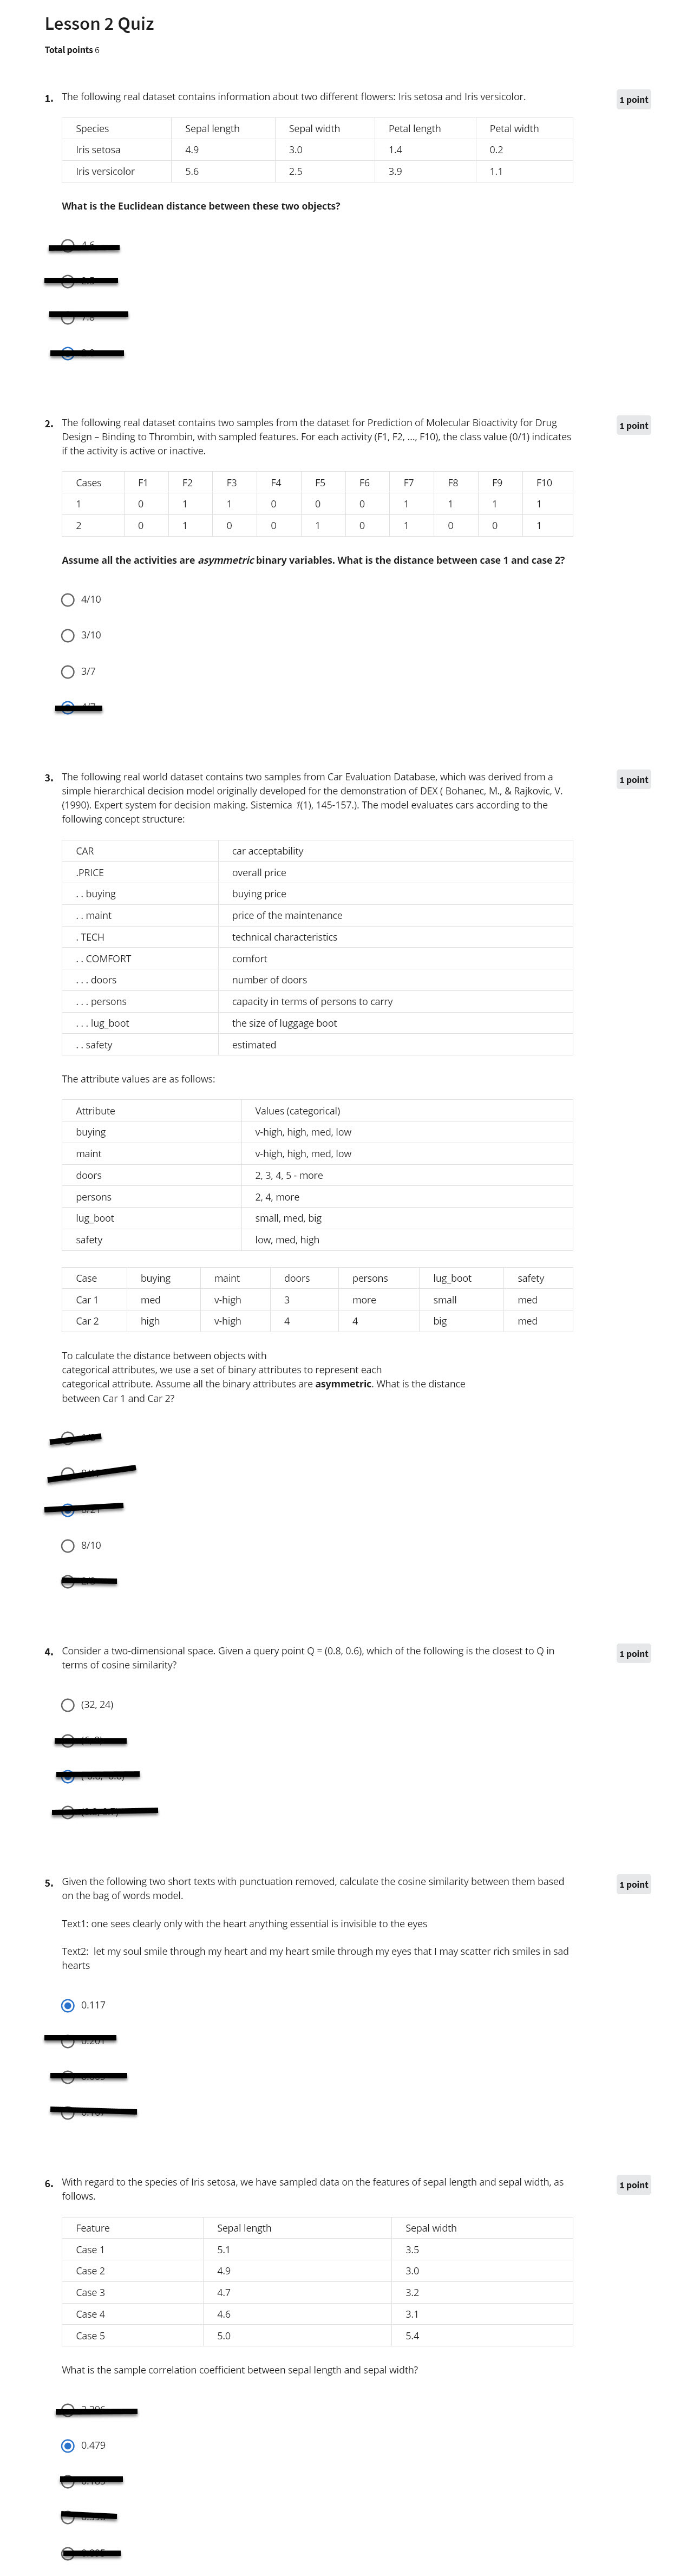 Lesson 2 Quiz
Total points 6
1. The following real dataset contains information about two different flowers: Iris setosa and Iris versicolor.
1 point
Species Sepal length Sepal width Petal length Petal width
Iris setosa 4.9 3.0 1.4 0.2
Iris versicolor 5.6 2.5 3.9 1.1
What is the Euclidean distance between these two objects?
2. The following real dataset contains two samples from the dataset for Prediction of Molecular Bioactivity for Drug
1 point
Design – Binding to Thrombin, with sampled features. For each activity (F1, F2, ..., F10), the class value (0/1) indicates
if the activity is active or inactive.
Cases F1 F2 F3 F4 F5 F6 F7 F8 F9 F10
1 0 1 1 0 0 0 1 1 1 1
2 0 1 0 0 1 0 1 0 0 1
Assume all the activities are asymmetric binary variables. What is the distance between case 1 and case 2?
4/10
3/10
3/7
3. The following real world dataset contains two samples from Car Evaluation Database, which was derived from a
1 point
simple hierarchical decision model originally developed for the demonstration of DEX ( Bohanec, M., & Rajkovic, V.
(1990). Expert system for decision making. Sistemica 1(1), 145-157.). The model evaluates cars according to the
following concept structure:
CAR car acceptability
.PRICE overall price
. . buying buying price
. . maint price of the maintenance
. TECH technical characteristics
. . COMFORT comfort
. . . doors number of doors
. . . persons capacity in terms of persons to carry
. . . lug_boot the size of luggage boot
. . safety estimated
The attribute values are as follows:
Attribute Values (categorical)
buying v-high, high, med, low
maint v-high, high, med, low
doors 2, 3, 4, 5 - more
persons 2, 4, more
lug_boot small, med, big
safety low, med, high
Case buying maint doors persons lug_boot safety
Car 1 med v-high 3 more small med
Car 2 high v-high 4 4 big med
To calculate the distance between objects with
categorical attributes, we use a set of binary attributes to represent each
categorical attribute. Assume all the binary attributes are asymmetric. What is the distance
between Car 1 and Car 2?
8/10
4. Consider a two-dimensional space. Given a query point Q = (0.8, 0.6), which of the following is the closest to Q in
1 point
terms of cosine similarity?
(32, 24)
5. Given the following two short texts with punctuation removed, calculate the cosine similarity between them based
1 point
on the bag of words model.
Text1: one sees clearly only with the heart anything essential is invisible to the eyes
Text2: let my soul smile through my heart and my heart smile through my eyes that I may scatter rich smiles in sad
hearts
0.117
6. With regard to the species of Iris setosa, we have sampled data on the features of sepal length and sepal width, as
1 point
follows.
Feature Sepal length Sepal width
Case 1 5.1 3.5
Case 2 4.9 3.0
Case 3 4.7 3.2
Case 4 4.6 3.1
Case 5 5.0 5.4
What is the sample correlation coefficient between sepal length and sepal width?
0.479